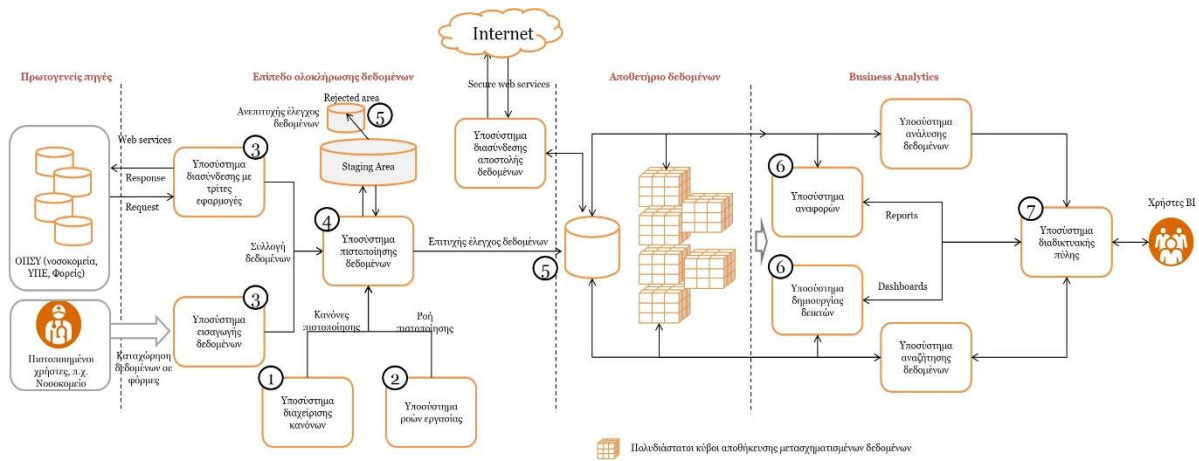 Internet
Πρωτογενείς πηγές
Επίπεδο ολοκλήρωσης δεδομένων
Αποθετήριο δεδομένων
Business Analytics
Rejected area
Ανεπιτυχής έλεγχος
δεδομένων
5
Secure web services
Web services
Response
Request
3
Υποσύστημα
διασύνδεσης με
τρίτες
εφαρμογές
Staging Area
Υποσύστημα
διασύνδεσης
αποστολής
δεδομένων
Υποσύστημα
ανάλυσης
δεδομένων
6
Υποσύστημα
αναφορών
Reports
4
Υποσύστημα
πιστοποίησης
δεδομένων
Συλλογή
δεδομένων
Επιτυχής έλεγχος δεδομένων
5
7
Υποσύστημα
διαδικτυακής
πύλης
Χρήστες BI
ΟΠΣΥ (νοσοκομεία,
ΥΠΕ, Φορείς)
6
Υποσύστημα
δημιουργίας
δεικτών
Dashboards
3
Υποσύστημα
εισαγωγής
δεδομένων
Κανόνες
πιστοποίησης
Ροή
πιστοποίησης
Πιστοποιημένοι
χρήστες, π.χ.
Νοσοκομείο
Καταχώρηση
δεδομένων σε
φόρμες
Υποσύστημα
αναζήτησης
δεδομένων
1
Υποσύστημα
διαχείρισης
κανόνων
2
Υποσύστημα
ροών εργασίας
Πολυδιάστατοι κύβοι αποθήκευσης μετασχηματισμένων δεδομένων